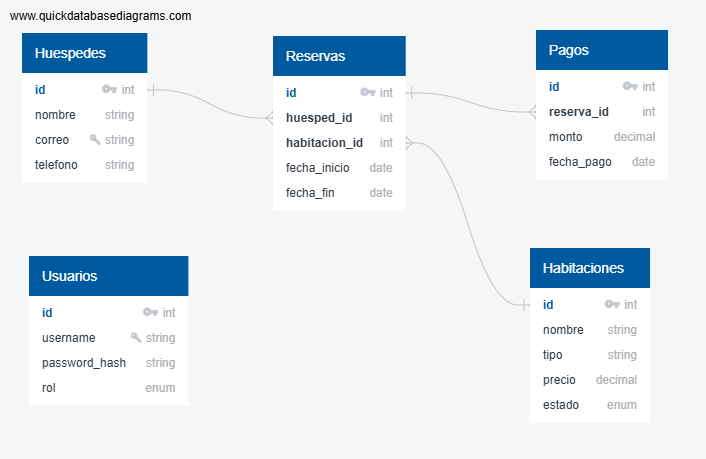 www.quickdatabasediagrams.com
Huespedes
id int
nombre string
correo string
telefono string
Reservas
id int
huesped_id int
habitacion_id int
fecha_inicio date
fecha_fin date
Pagos
id int
reserva_id int
monto decimal
fecha_pago date
Usuarios
id int
username string
password_hash string
rol enum
Habitaciones
id int
nombre string
tipo string
precio decimal
estado enum